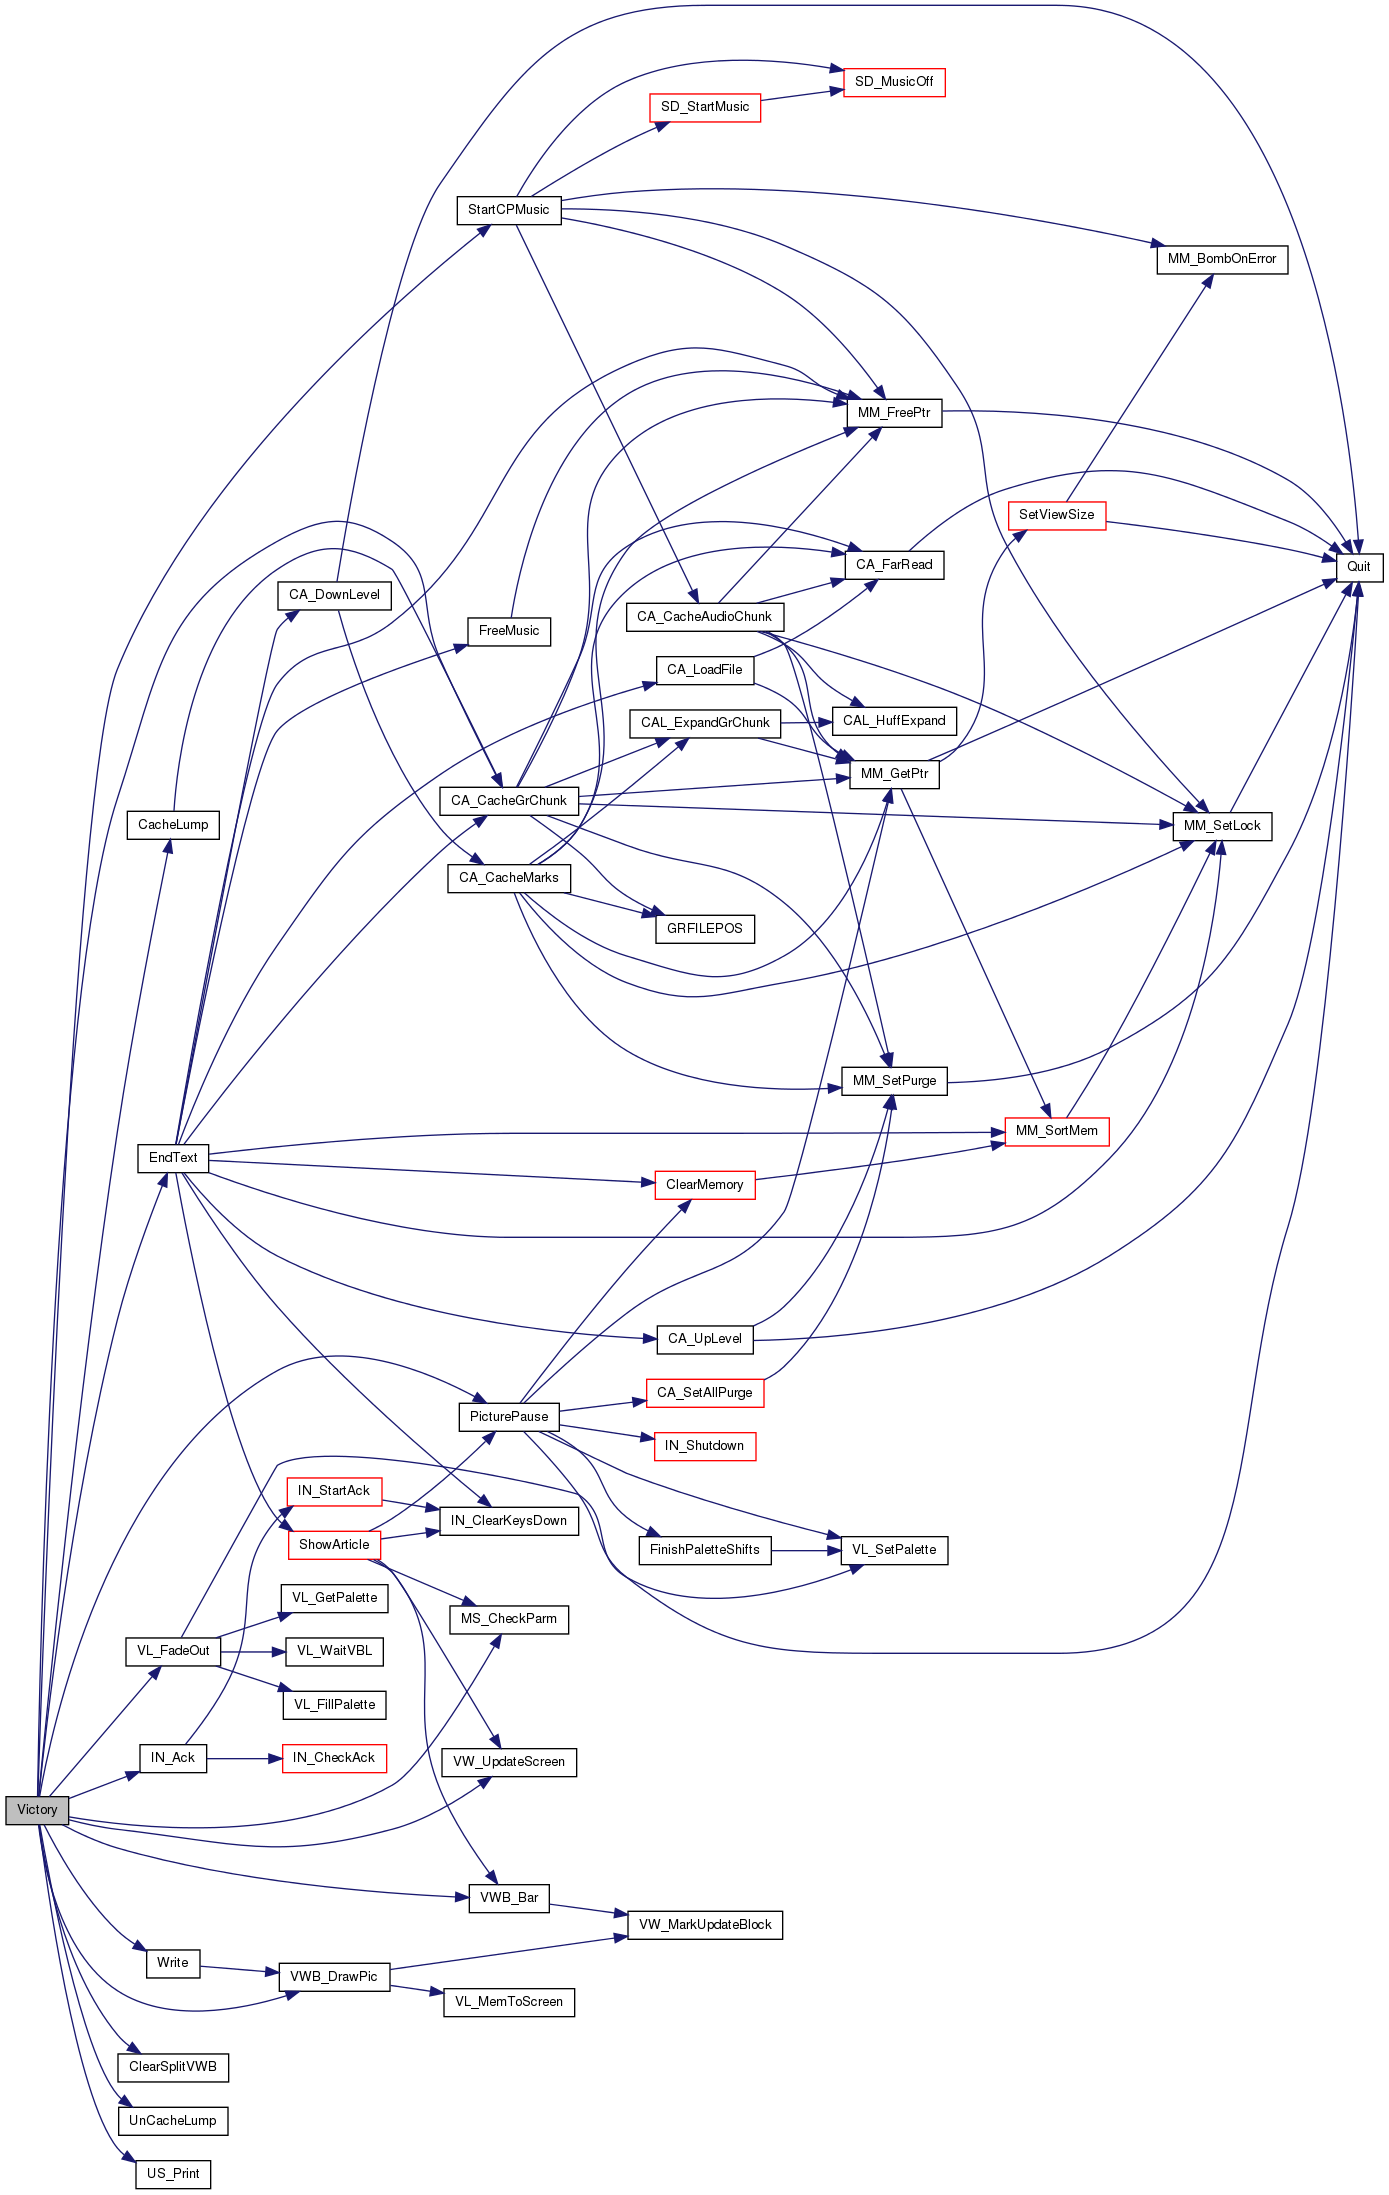 SD_MusicOff
SD_StartMusic
StartCPMusic
MM_BombOnError
MM_FreePtr
SetViewSize
CA_FarRead
Quit
CA_DownLevel
CA_CacheAudioChunk
FreeMusic
CA_LoadFile
CAL_ExpandGrChunk
CAL_HuffExpand
MM_GetPtr
CA_CacheGrChunk
CacheLump
MM_SetLock
CA_CacheMarks
GRFILEPOS
MM_SetPurge
MM_SortMem
EndText
ClearMemory
CA_UpLevel
CA_SetAllPurge
PicturePause
IN_Shutdown
IN_StartAck
IN_ClearKeysDown
ShowArticle
FinishPaletteShifts
VL_SetPalette
VL_GetPalette
MS_CheckParm
VL_FadeOut
VL_WaitVBL
VL_FillPalette
IN_Ack
IN_CheckAck
VW_UpdateScreen
Victory
VWB_Bar
VW_MarkUpdateBlock
Write
VWB_DrawPic
VL_MemToScreen
ClearSplitVWB
UnCacheLump
US_Print